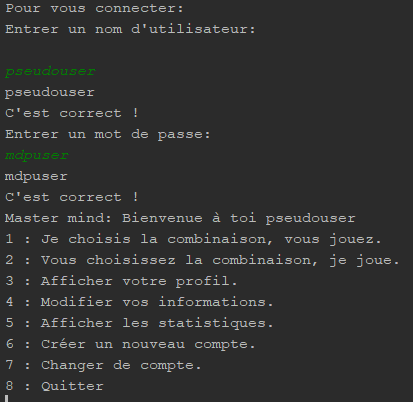 Pour vous connecter:
Entrer un nom d'utilisateur:
pseudouser
pseudouser
C'est correct !
Entrer un mot de passe:
mdpuser
mdpuser
C'est correct !
Master mind: Bienvenue à toi pseudouser
1 : Je choisis la combinaison, vous jouez.
2 : Vous choisissez la combinaison, je joue.
3 : Afficher votre profil.
4 : Modifier vos informations.
5 : Afficher les statistiques.
6 : Créer un nouveau compte.
7 : Changer de compte.
8 : Quitter